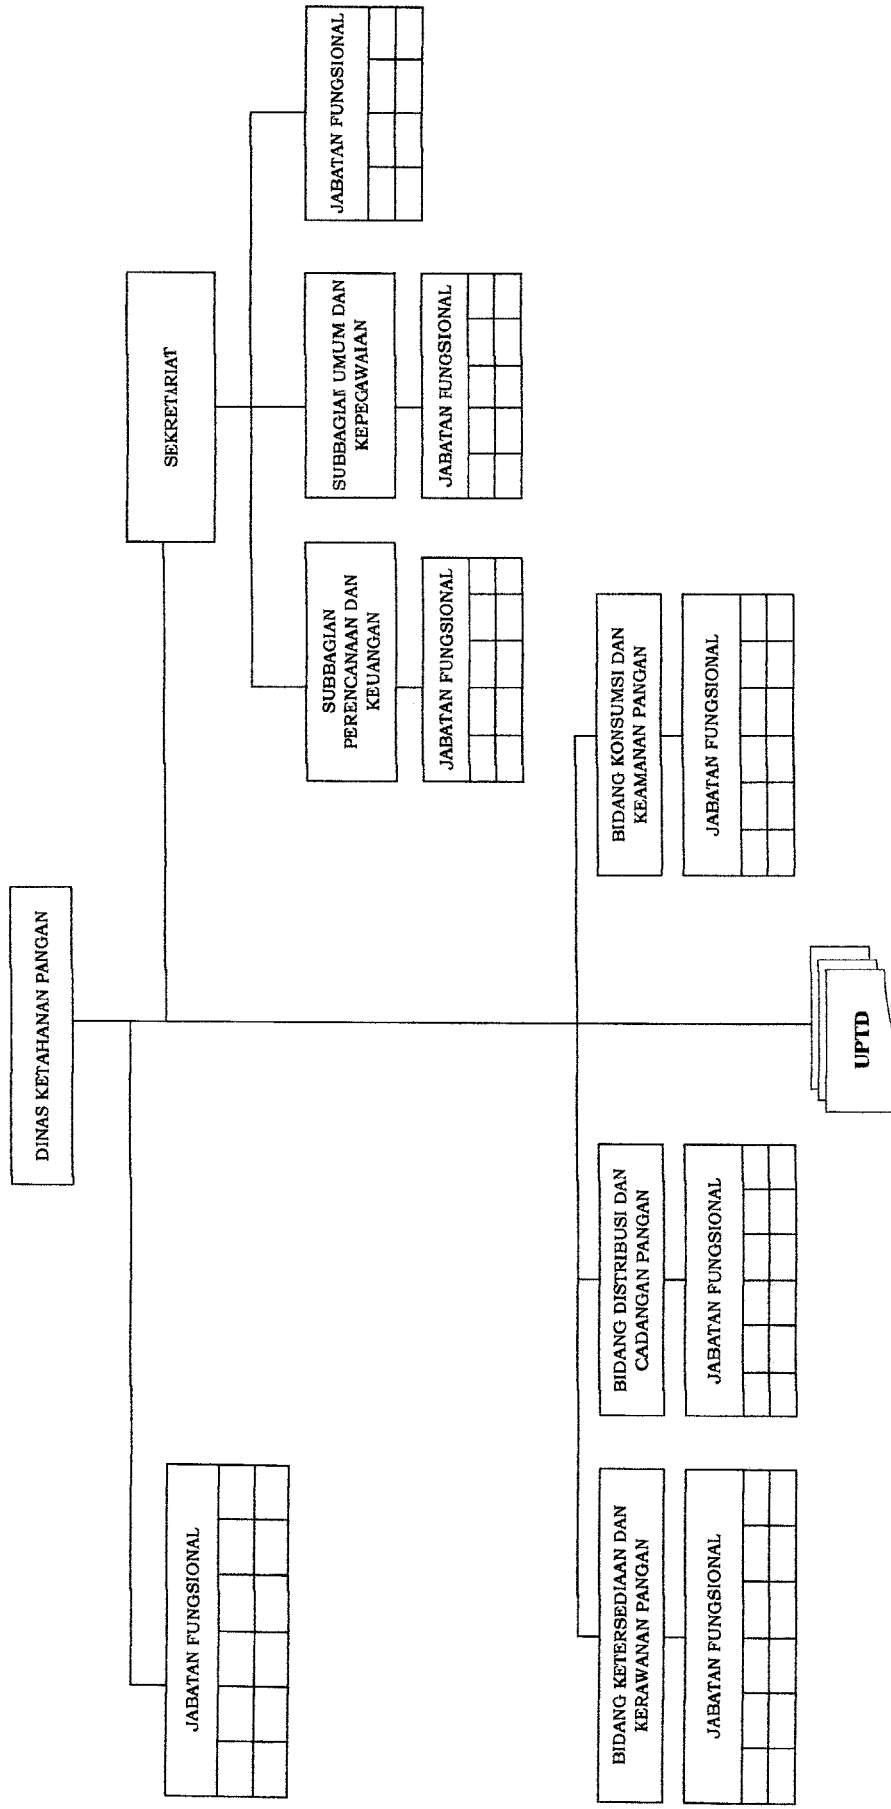 DINAS KETAHANAN PANGAN
JABATAN FUNGSIONAL
SEKRETARIAT
SUBBAGIAN
PERENCANAAN DAN
KEUANGAN
JABATAN FUNGSIONAL
SUBBAGIAN UMUM DAN
KEPEGAWAIAN
JABATAN FUNGSIONAL
JABATAN FUNGSIONAL
BIDANG KETERSEDIAAN DAN
KERAWANAN PANGAN
JABATAN FUNGSIONAL
BIDANG DISTRIBUSI DAN
CADANGAN PANGAN
JABATAN FUNGSIONAL
BIDANG KONSUMSI DAN
KEAMANAN PANGAN
JABATAN FUNGSIONAL
UPTD